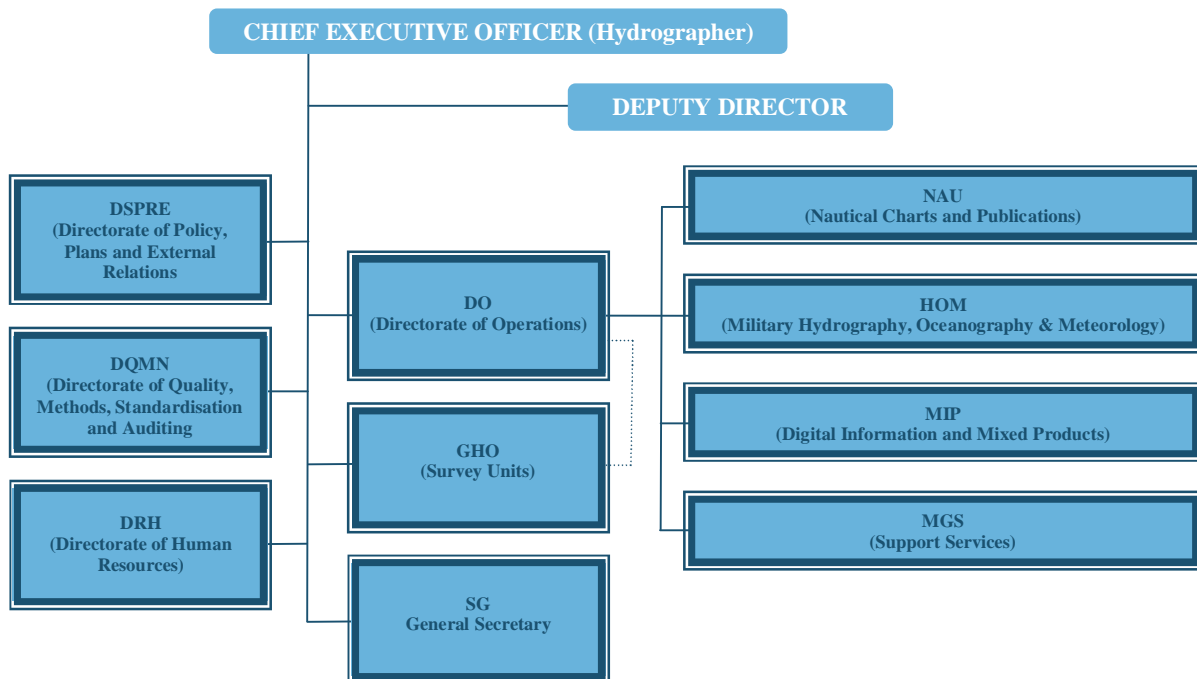 CHIEF EXECUTIVE OFFICER (Hydrographer)
DEPUTY DIRECTOR
DSPRE
(Directorate of Policy,
Plans and External
Relations
DQMN
(Directorate of Quality,
Methods, Standardisation
and Auditing
DRH
(Directorate of Human
Resources)
DO
(Directorate of Operations)
GHO
(Survey Units)
SG
General Secretary
NAU
(Nautical Charts and Publications)
HOM
(Military Hydrography, Oceanography & Meteorology)
MIP
(Digital Information and Mixed Products)
MGS
(Support Services)